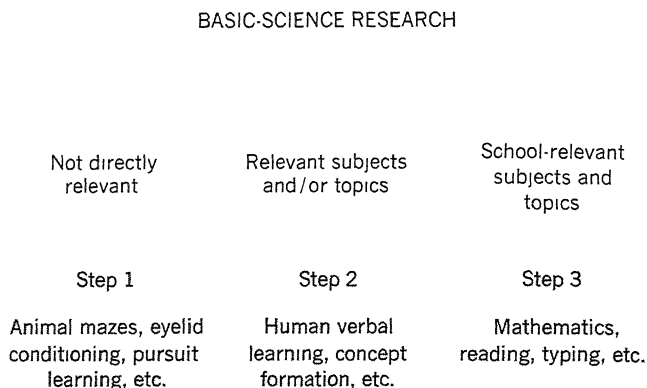 BASIC-SCIENCE RESEARCH
Not directly
relevant
Relevant subjects
and/or topics
School-relevant
subjects and
topics
Step 1
Step 2
Step 3
Animal mazes, eyelid
conditioning, pursuit
learning, etc.
Human verbal
learning, concept
formation, etc.
Mathematics,
reading, typing, etc.